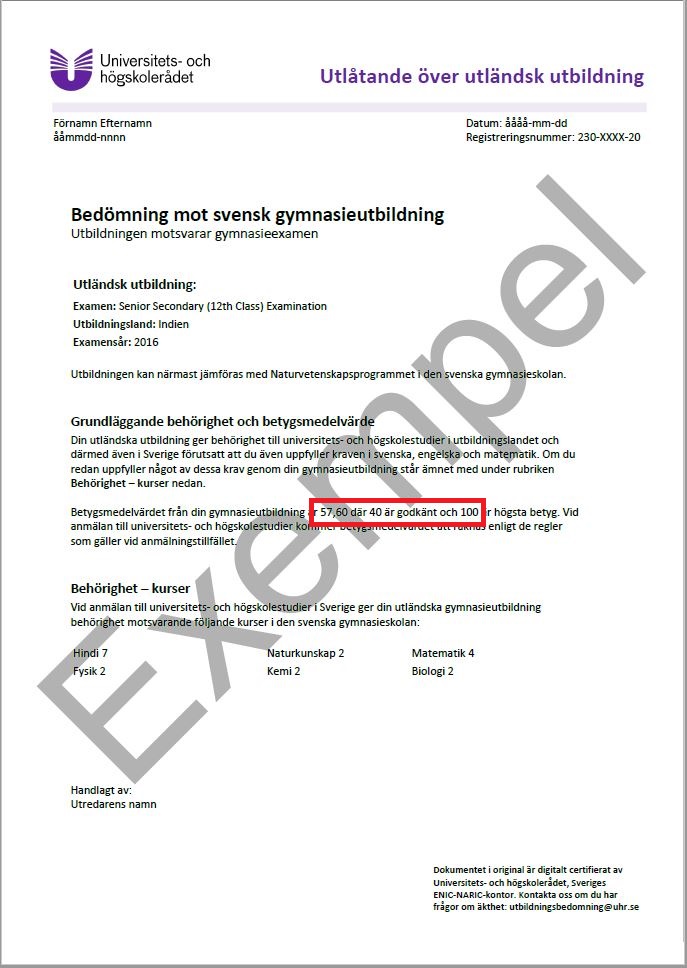 Universitets- och
högskolerådet
Utlåtande över utländsk utbildning
Förnamn Efternamn
ååmmdd-nnnn
Datum: åååå-mm-dd
Registreringsnummer: 230-XXXX-20
Bedömning mot svensk gymnasieutbildning
Utbildningen motsvarar gymnasieexamen
Utländsk utbildning:
Examen: Senior Secondary (12th Class) Examination
Utbildningsland: Indien
Examensår: 2016
Utbildningen kan närmast jämföras med Naturvetenskapsprogrammet i den svenska gymnasieskolan.
Grundläggande behörighet och betygsmedelvärde
Din utländska utbildning ger behörighet till universitets- och högskolestudier i utbildningslandet och
därmed även i Sverige förutsatt att du även uppfyller kraven i svenska, engelska och matematik. Om du
redan uppfyller något av dessa krav genom din gymnasieutbildning står ämnet med under rubriken
Behörighet – kurser nedan.
Betygsmedelvärdet från din gymnasieutbildning är 57,60 där 40 är godkänt och 100 är högsta betyg. Vid
anmälan till universitets- och högskolestudier kommer betygsmedelvärdet att räknas enligt de regler
som gäller vid anmälningstillfället.
Behörighet – kurser
Vid anmälan till universitets- och högskolestudier i Sverige ger din utländska gymnasieutbildning
behörighet motsvarande följande kurser i den svenska gymnasieskolan:
Hindi 7 Naturkunskap 2 Matematik 4
Fysik 2 Kemi 2 Biologi 2
Exempel
Handlagt av:
Utredarens namn
Dokumentet i original är digitalt certifierat av
Universitets- och högskolerådet, Sveriges
ENIC-NARIC-kontor. Kontakta oss om du har
frågor om äkthet: utbildningsbedomning@uhr.se